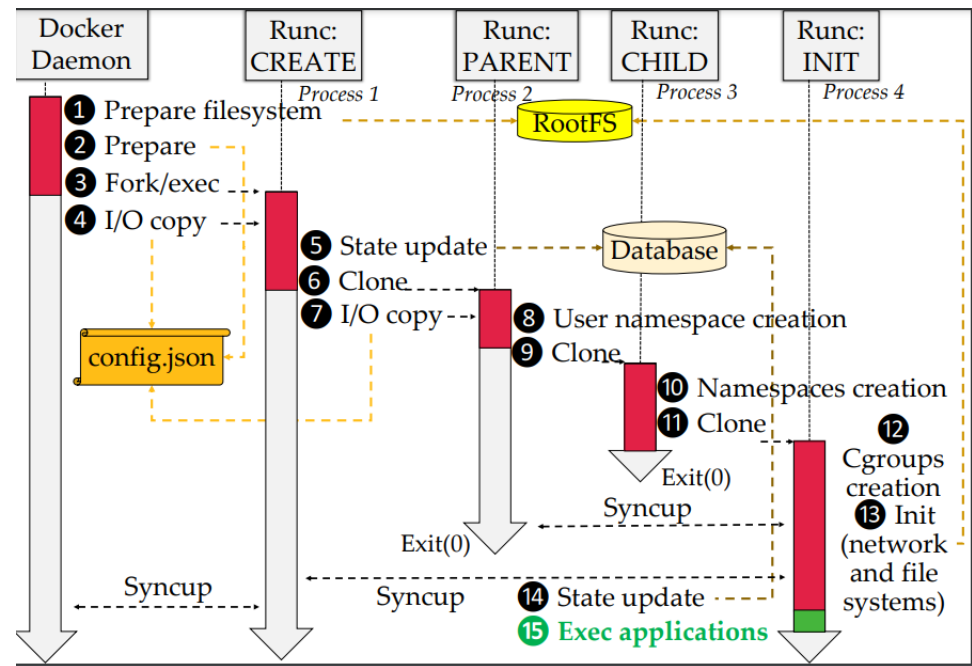 Docker
Daemon
Runc:
CREATE
Runc:
PARENT
Runc:
CHILD
Runc:
INIT
Process 1
Process 2
Process 3
Process 4
1 Prepare filesystem
RootFS
2 Prepare
3 Fork/exec
4 I/O copy
5 State update
Database
6 Clone
7 I/O copy
8 User namespace creation
9 Clone
config.json
10 Namespaces creation
11 Clone
12
Cgroups
creation
13 Init
(network
and file
systems)
Exit(0)
Syncup
Exit(0)
Syncup
Syncup
14 State update
15 Exec applications